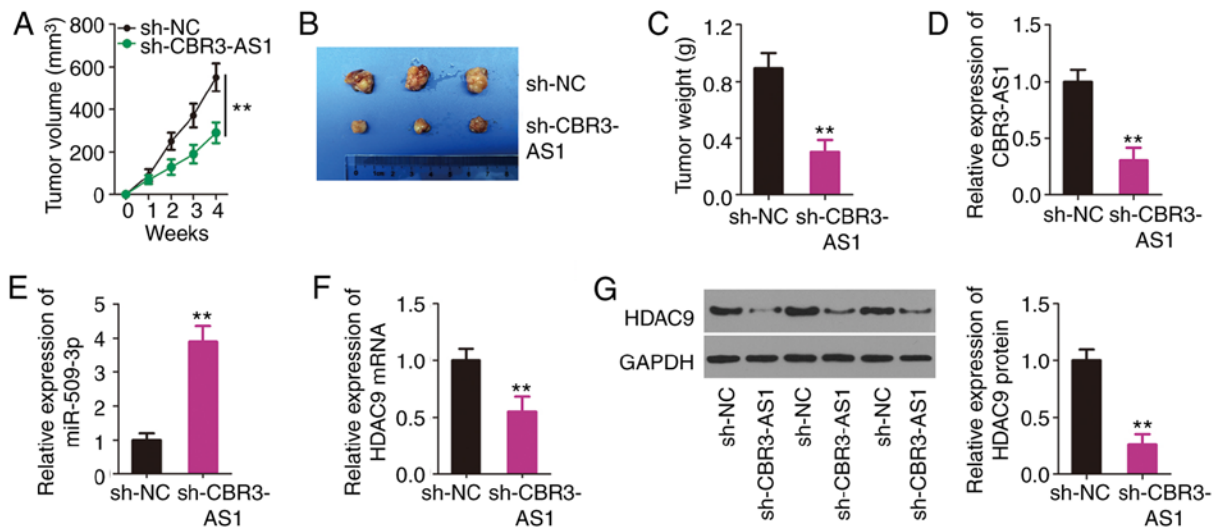 A
Tumor volume (mm³)
800
600
400
200
0
sh-NC
sh-CBR3-AS1
**
0 1 2 3 4
Weeks
B
sh-NC
sh-CBR3-
AS1
C
Tumor weight (g)
1.2
0.8
0.4
0.0
**
sh-NC sh-CBR3-
AS1
D
Relative expression of
CBR3-AS1
1.5
1.0
0.5
0.0
**
sh-NC sh-CBR3-
AS1
E
Relative expression of
miR-509-3p
5
4
3
2
1
0
**
sh-NC sh-CBR3-
AS1
F
Relative expression of
HDAC9 mRNA
1.5
1.0
0.5
0.0
**
sh-NC sh-CBR3-
AS1
G
HDAC9
GAPDH
sh-NC
sh-CBR3-AS1
sh-NC
sh-CBR3-AS1
sh-NC
sh-CBR3-AS1
Relative expression of
HDAC9 protein
1.5
1.0
0.5
0.0
**
sh-NC sh-CBR3-
AS1